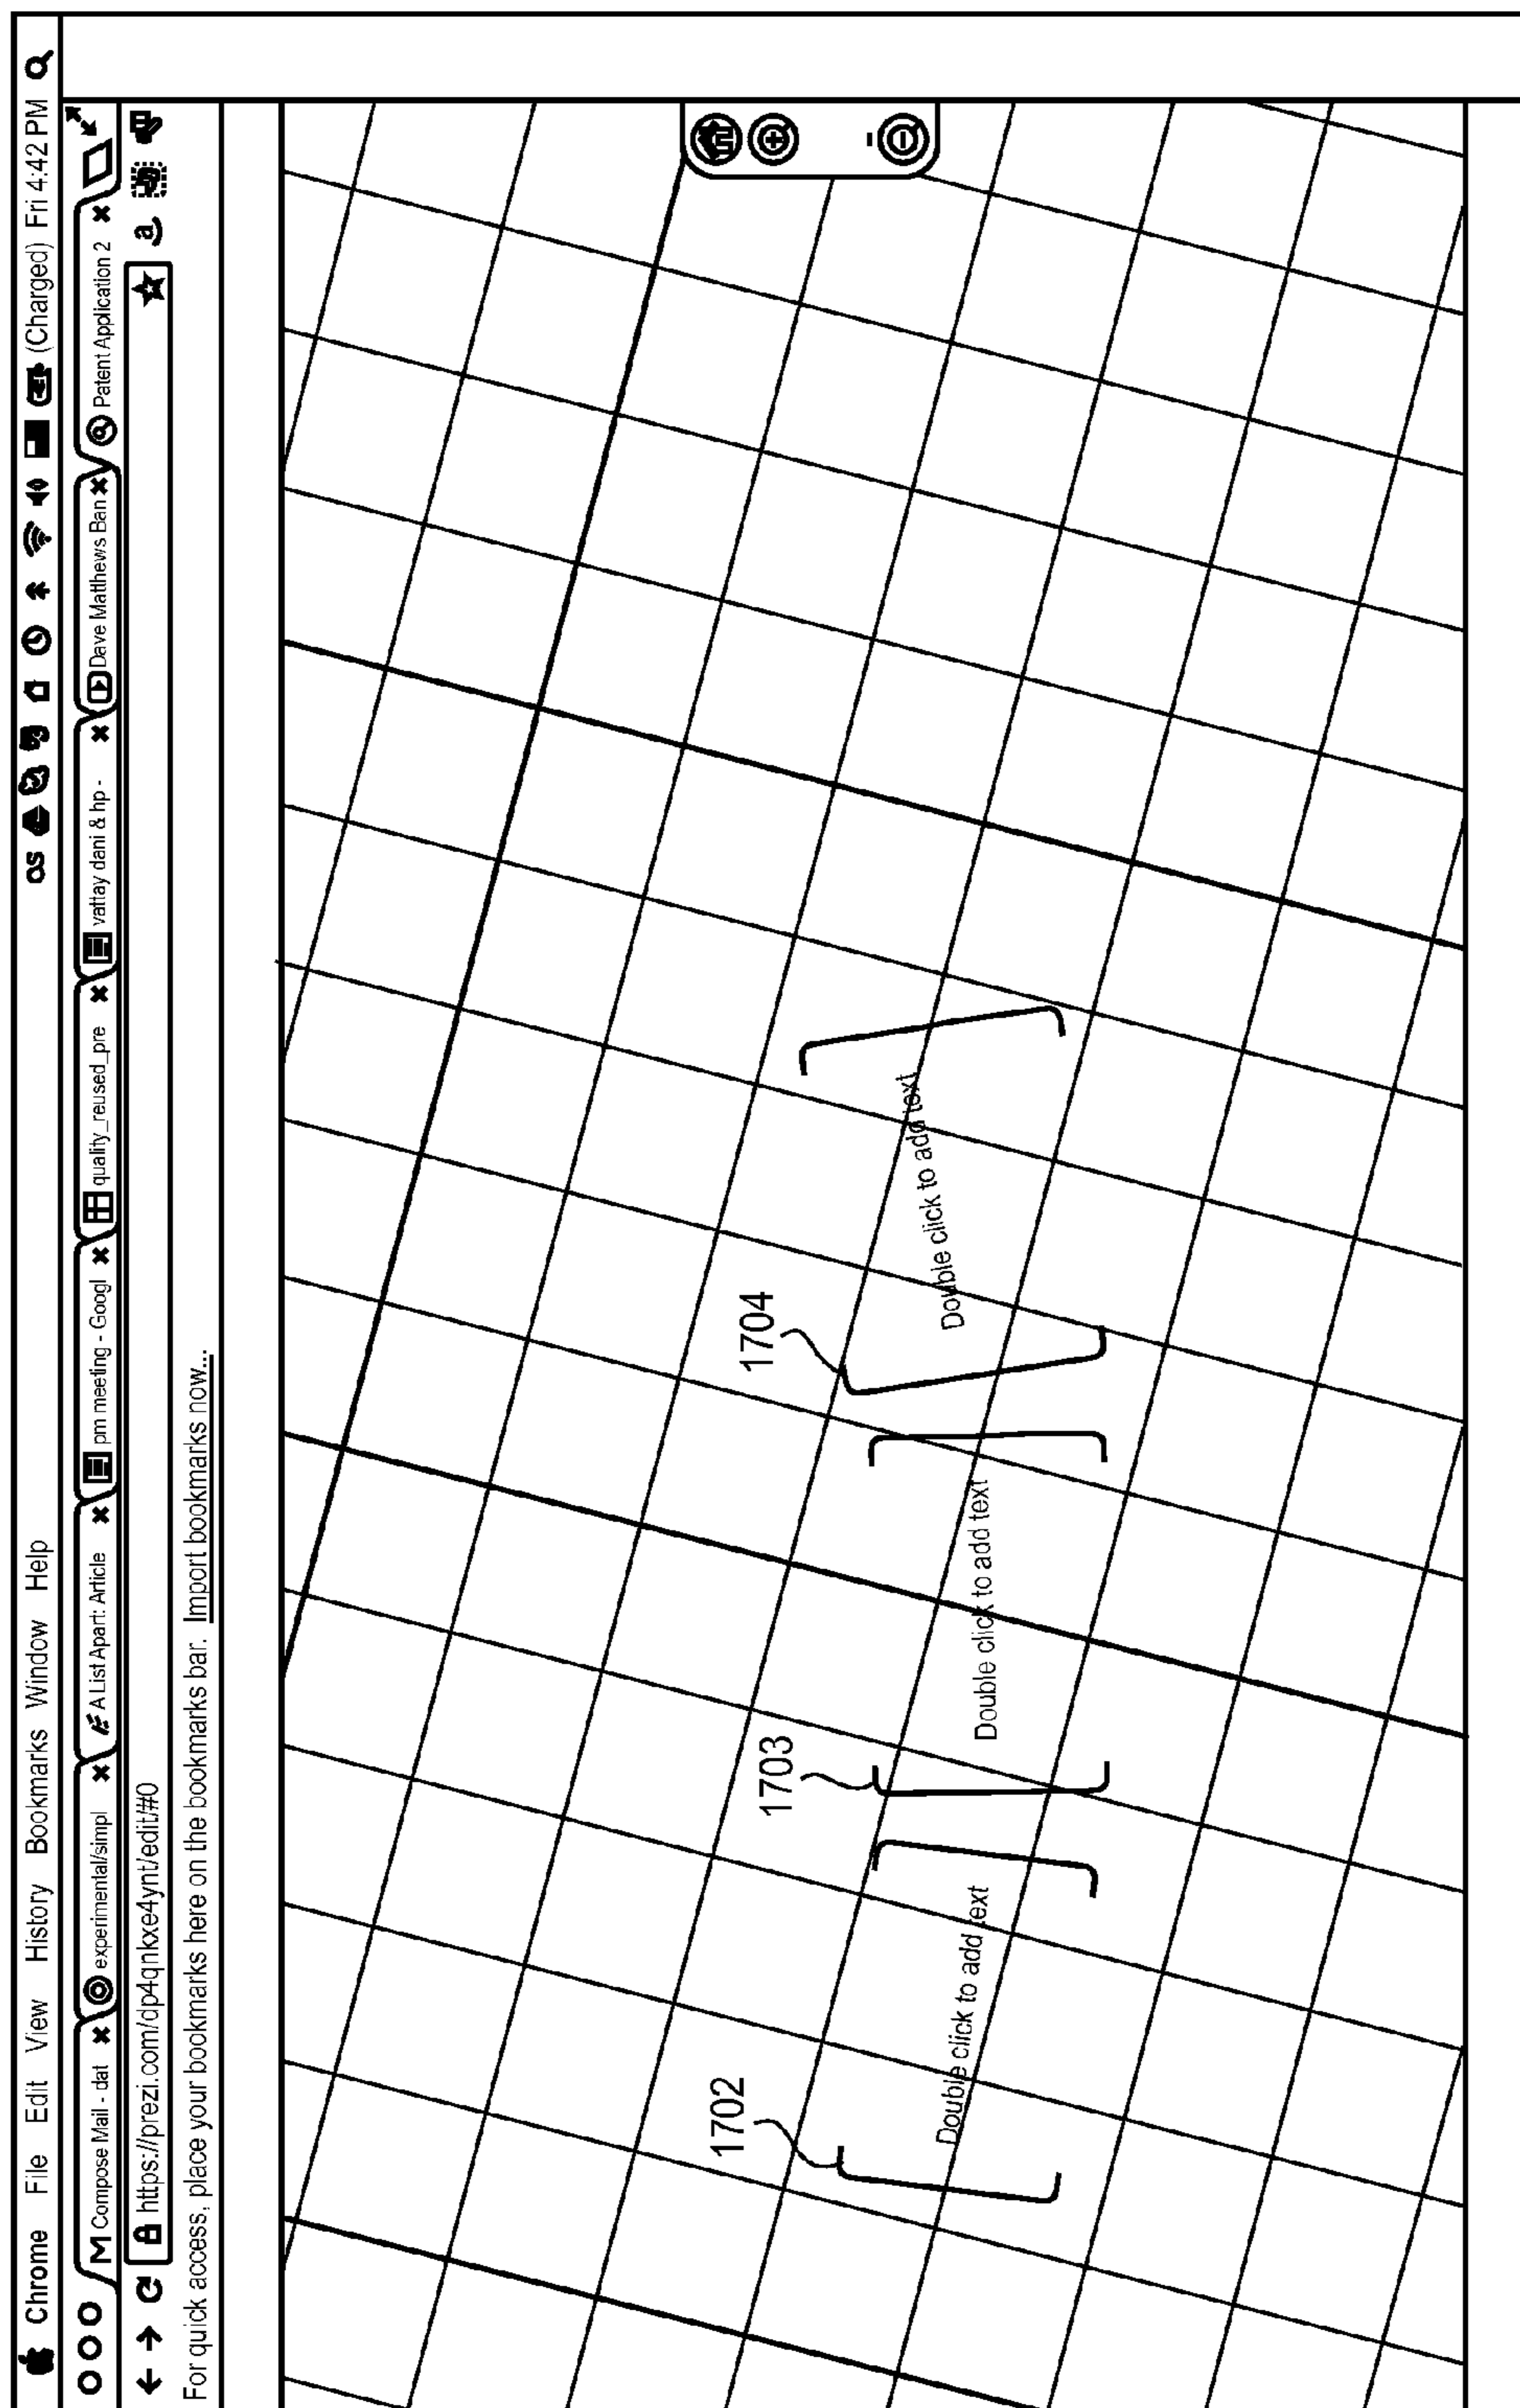 Chrome File Edit View History Bookmarks Window Help
(Charged) Fri 4:42 PM
Compose Mail - dat
experimental/simpl
A List Apart: Article
pm meeting - Googl
quality_reused_pre
vattay dani & hp -
Dave Matthews Ban
Patent Application 2
https://prezi.com/dp4qnkxe4ynt/edit/#0
a
For quick access, place your bookmarks here on the bookmarks bar. Import bookmarks now...
1702
1703
1704
Double click to add text
Double click to add text
Double click to add text